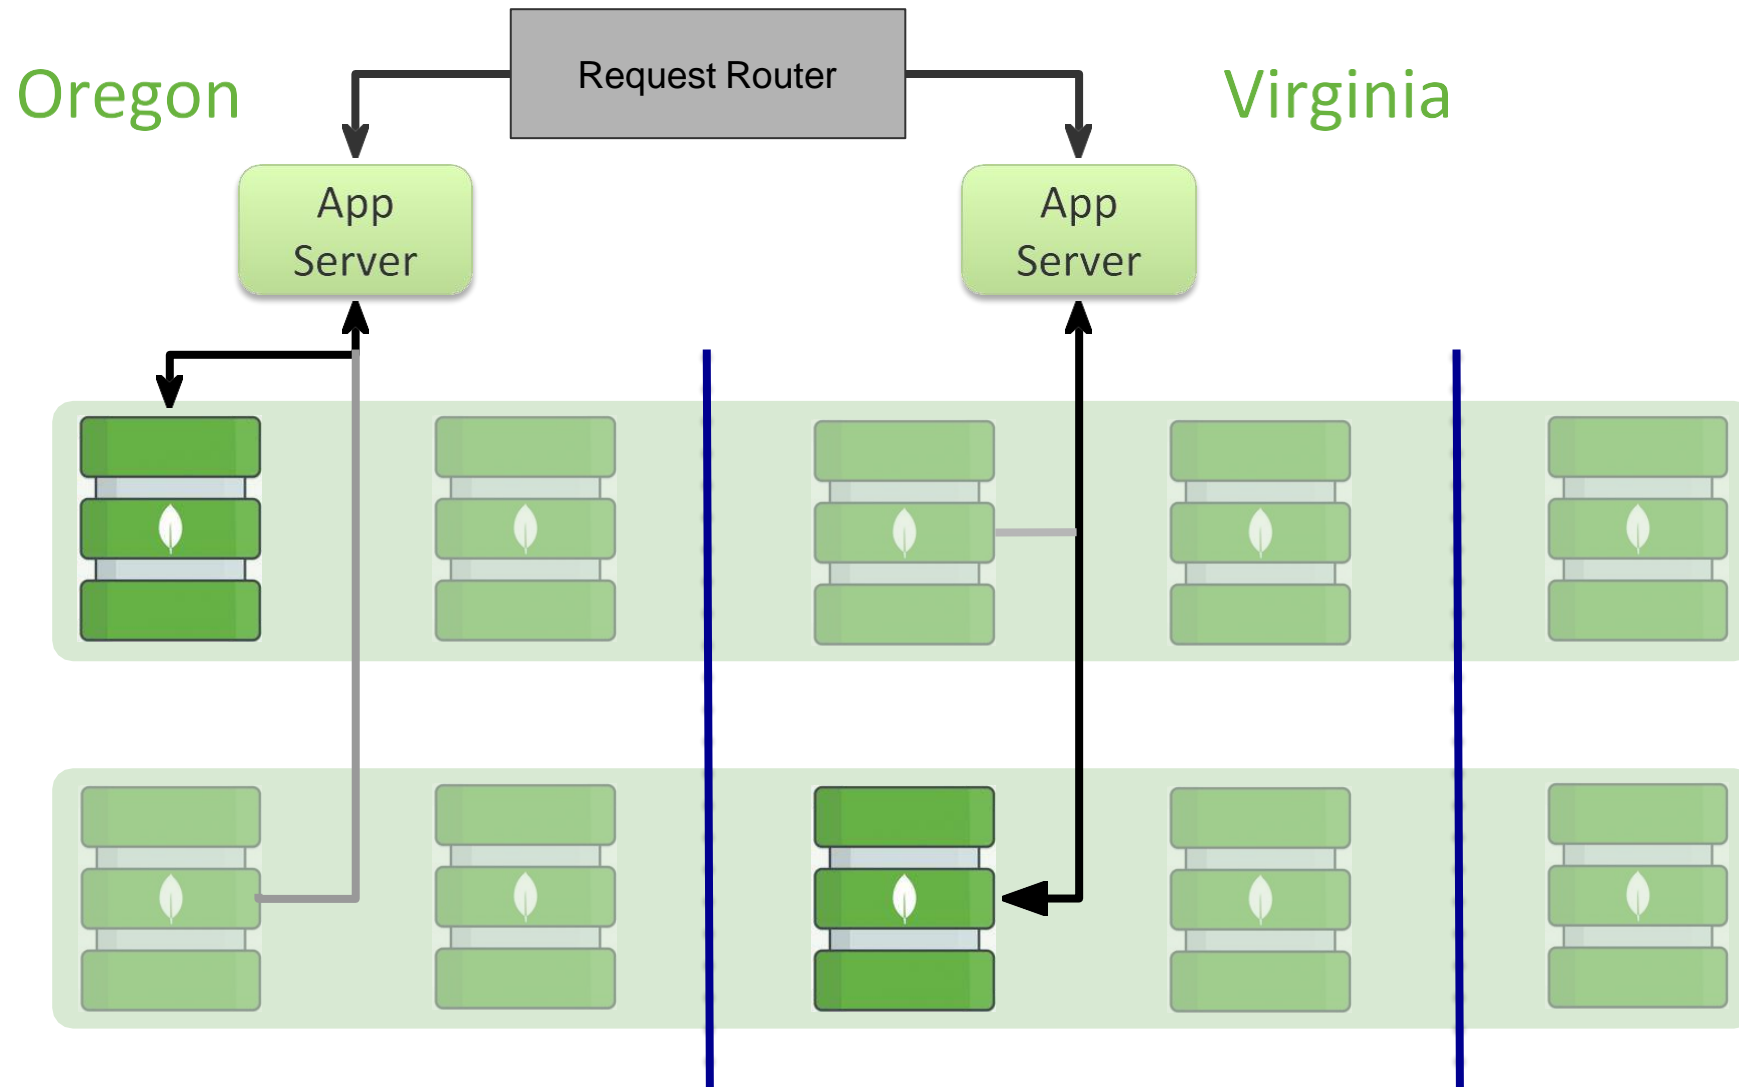 Request Router
Oregon
Virginia
App
Server
App
Server